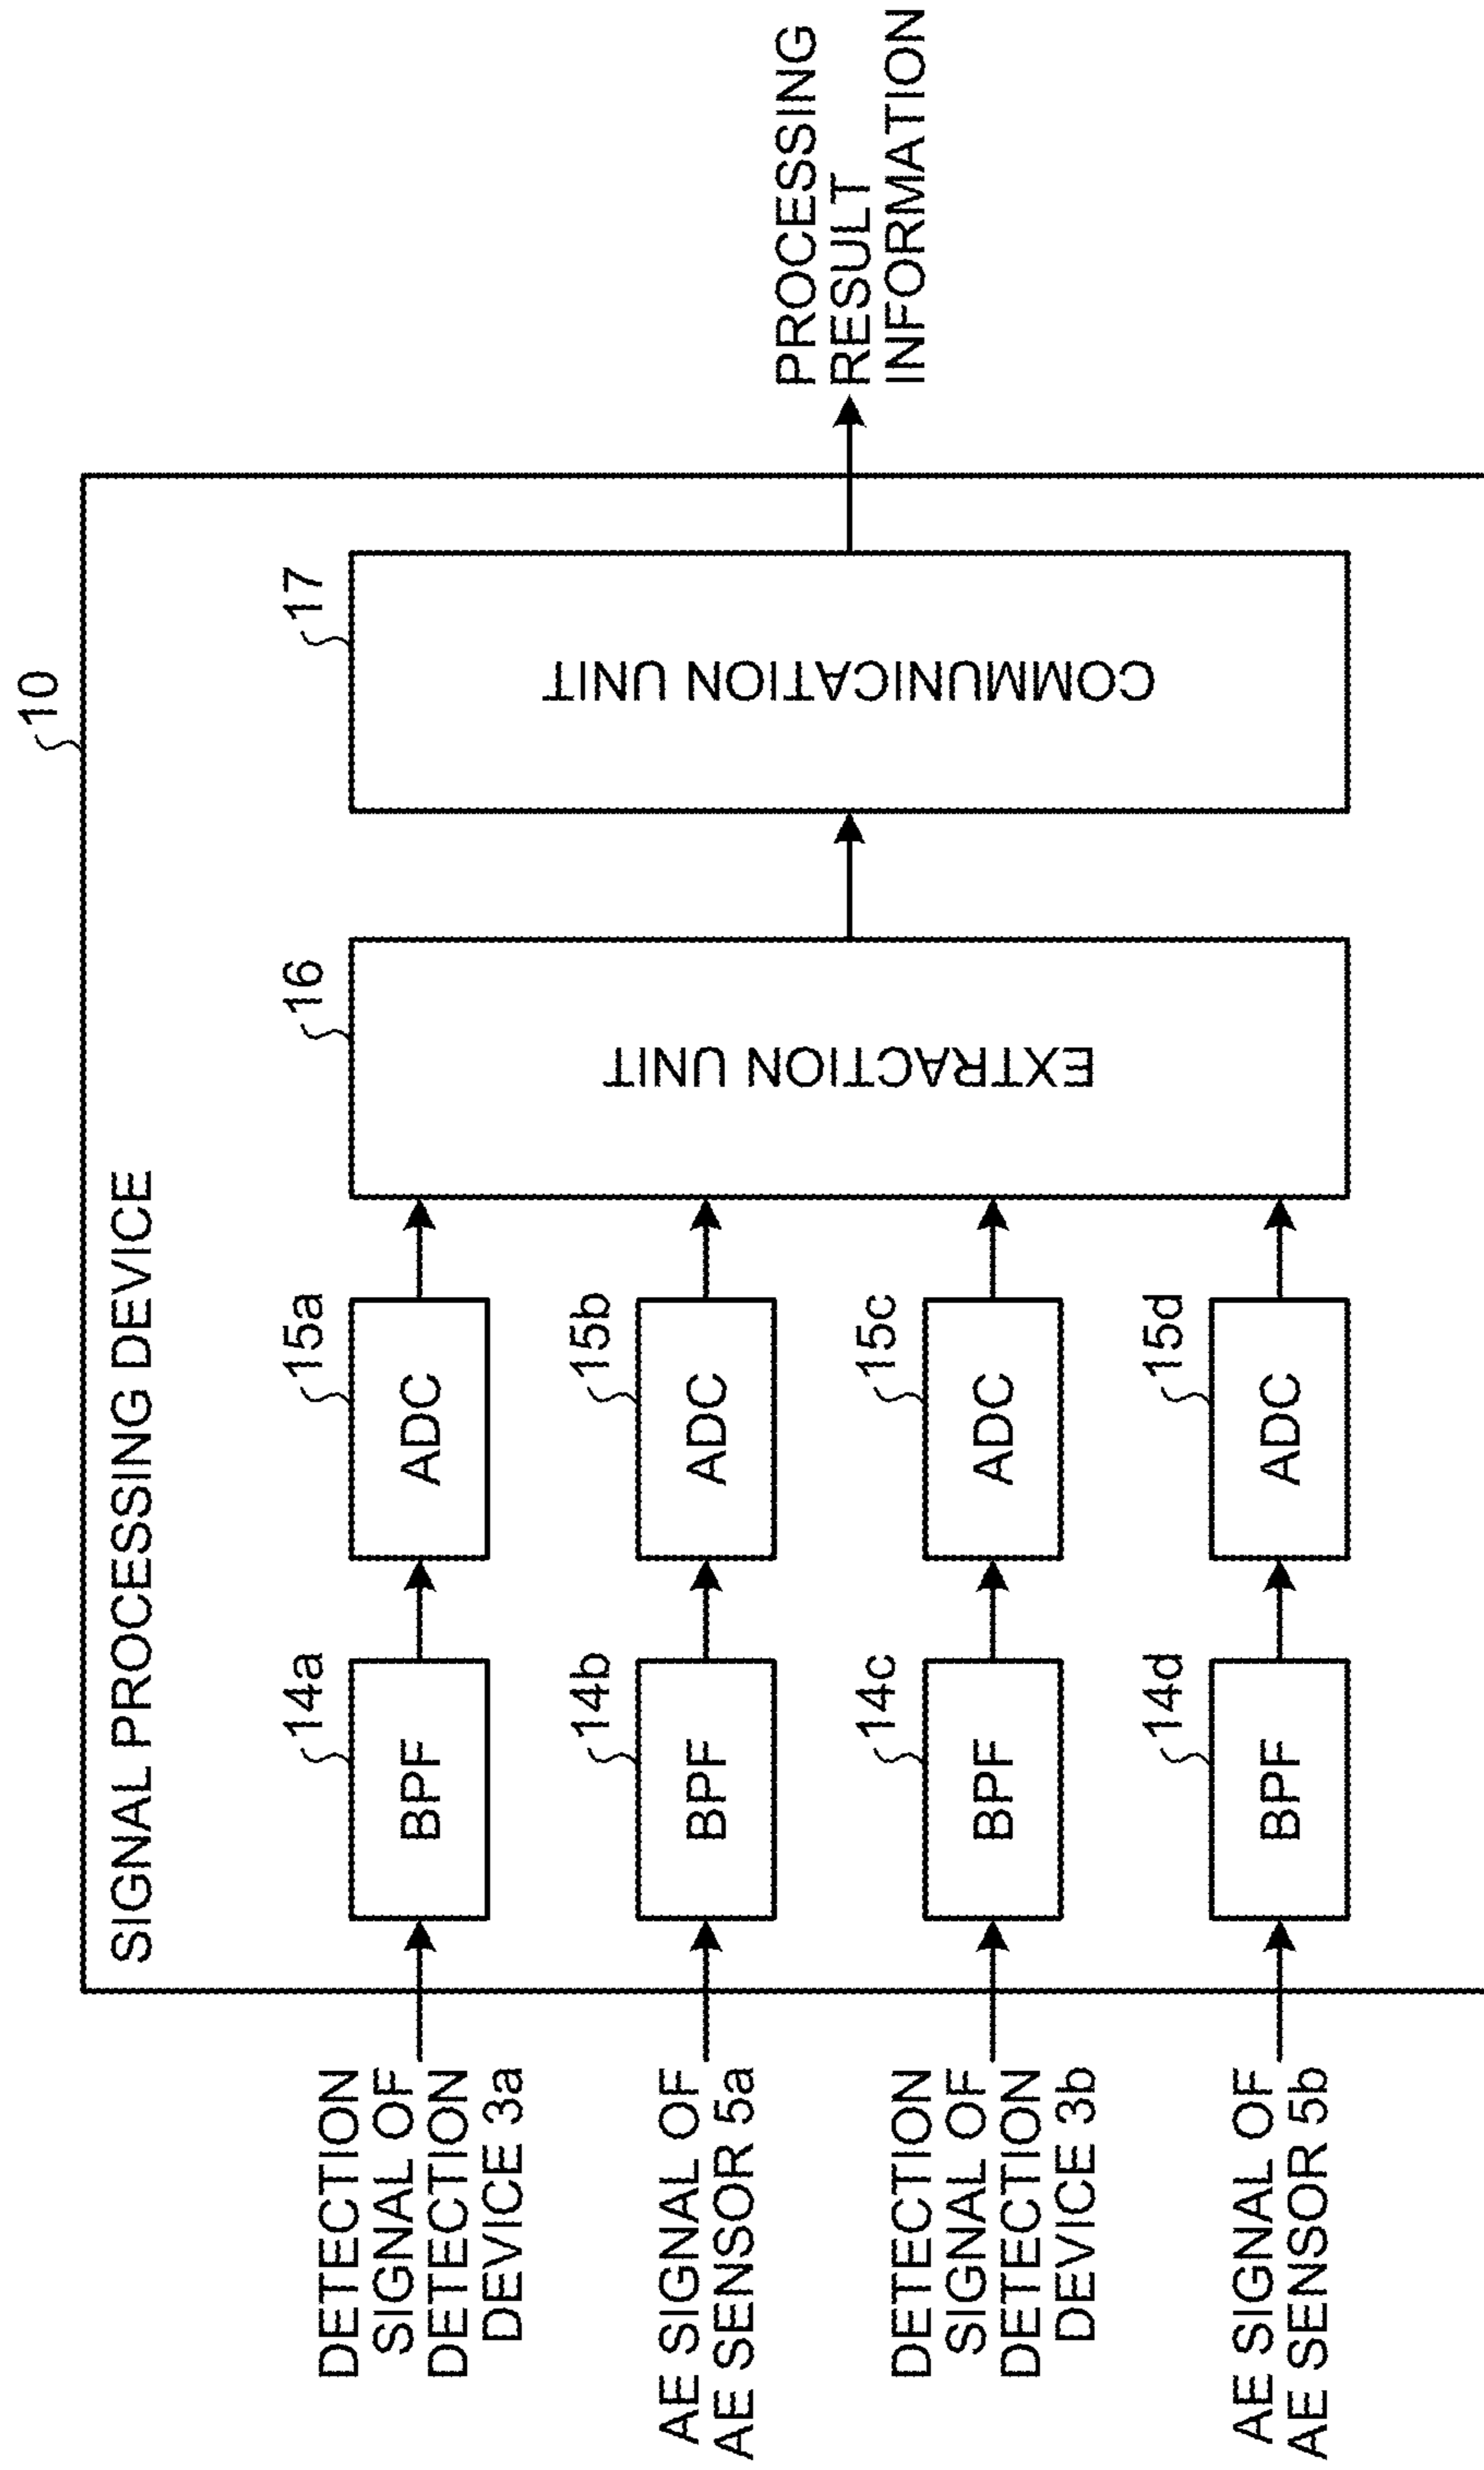 10
SIGNAL PROCESSING DEVICE
DETECTION
SIGNAL OF
DETECTION
DEVICE 3a
14a
BPF
15a
ADC
AE SIGNAL OF
AE SENSOR 5a
14b
BPF
15b
ADC
DETECTION
SIGNAL OF
DETECTION
DEVICE 3b
14c
BPF
15c
ADC
AE SIGNAL OF
AE SENSOR 5b
14d
BPF
15d
ADC
16
EXTRACTION UNIT
17
COMMUNICATION UNIT
PROCESSING
RESULT
INFORMATION